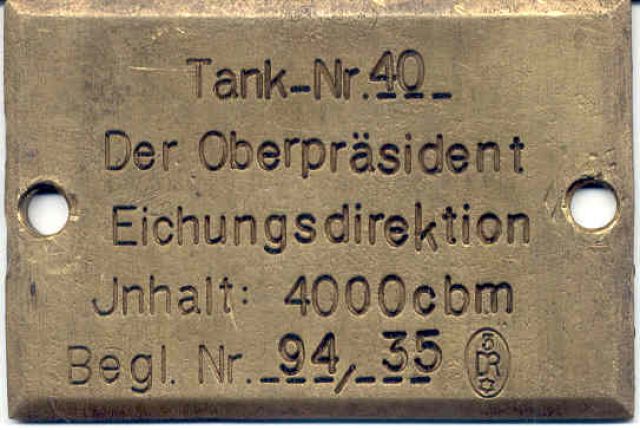 Tank-Nr. 40
Der Oberpräsident
Eichungsdirektion
Jnhalt: 4000cbm
Begl. Nr. 94/35